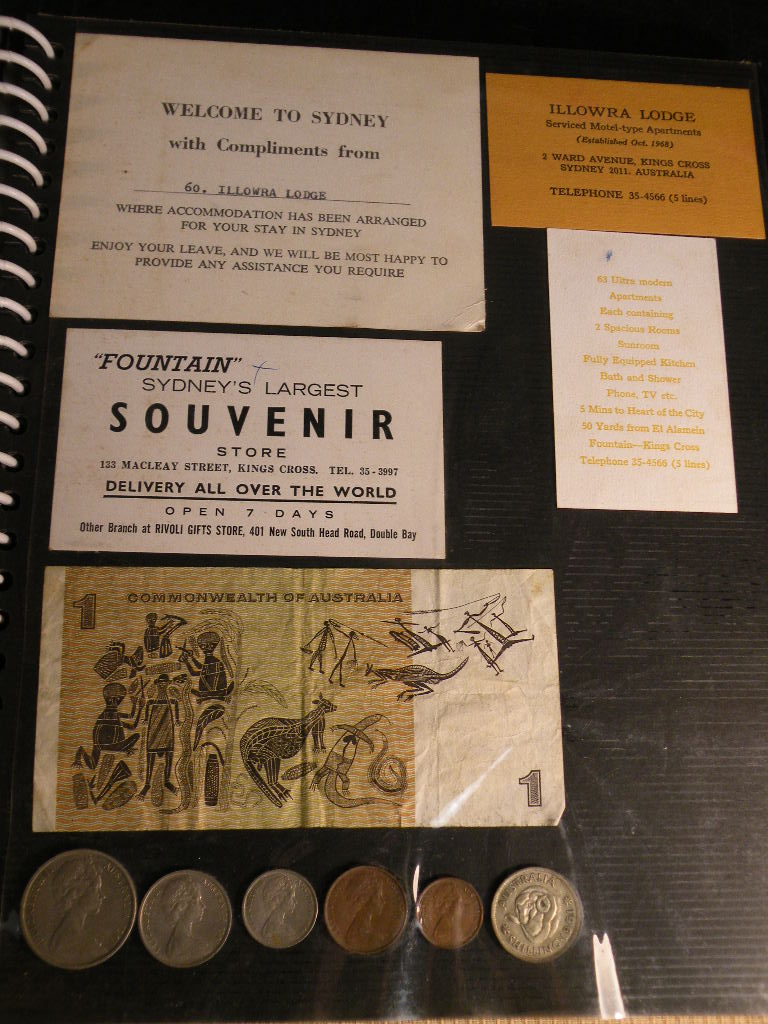 WELCOME TO SYDNEY
with Compliments from
60. ILLOWRA LODGE
WHERE ACCOMMODATION HAS BEEN ARRANGED
FOR YOUR STAY IN SYDNEY
ENJOY YOUR LEAVE, AND WE WILL BE MOST HAPPY TO
PROVIDE ANY ASSISTANCE YOU REQUIRE
ILLOWRA LODGE
Serviced Motel-type Apartments
(Established Oct. 1968)
2 WARD AVENUE, KINGS CROSS
SYDNEY 2011. AUSTRALIA
TELEPHONE 35-4566 (5 lines)
63 Ultra modern
Apartments
Each containing
2 Spacious Rooms
Sunroom
Fully Equipped Kitchen
Bath and Shower
Phone, TV etc.
5 Mins to Heart of the City
50 Yards from El Alamein
Fountain—Kings Cross
Telephone 35-4566 (5 lines)
"FOUNTAIN"
SYDNEY'S LARGEST
SOUVENIR
STORE
133 MACLEAY STREET, KINGS CROSS. TEL. 35-3997
DELIVERY ALL OVER THE WORLD
OPEN 7 DAYS
Other Branch at RIVOLI GIFTS STORE, 401 New South Head Road, Double Bay
1 COMMONWEALTH OF AUSTRALIA
1
AUSTRALIA
SHILLING